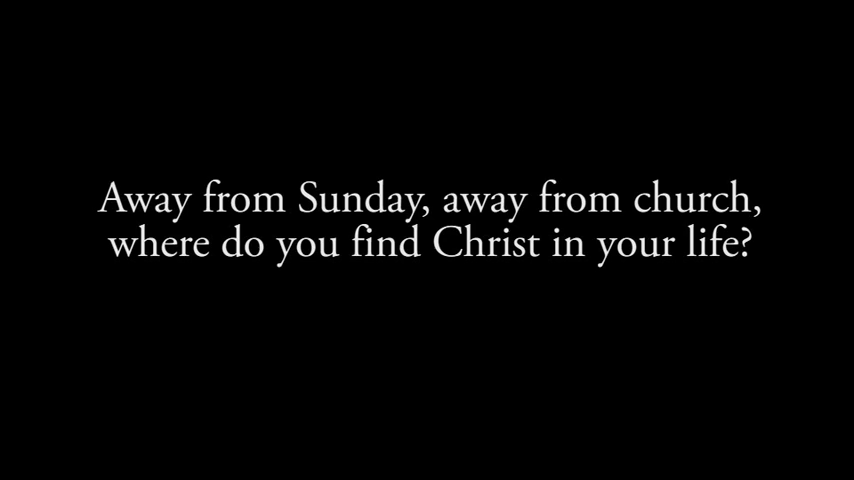 Away from Sunday, away from church,
where do you find Christ in your life?